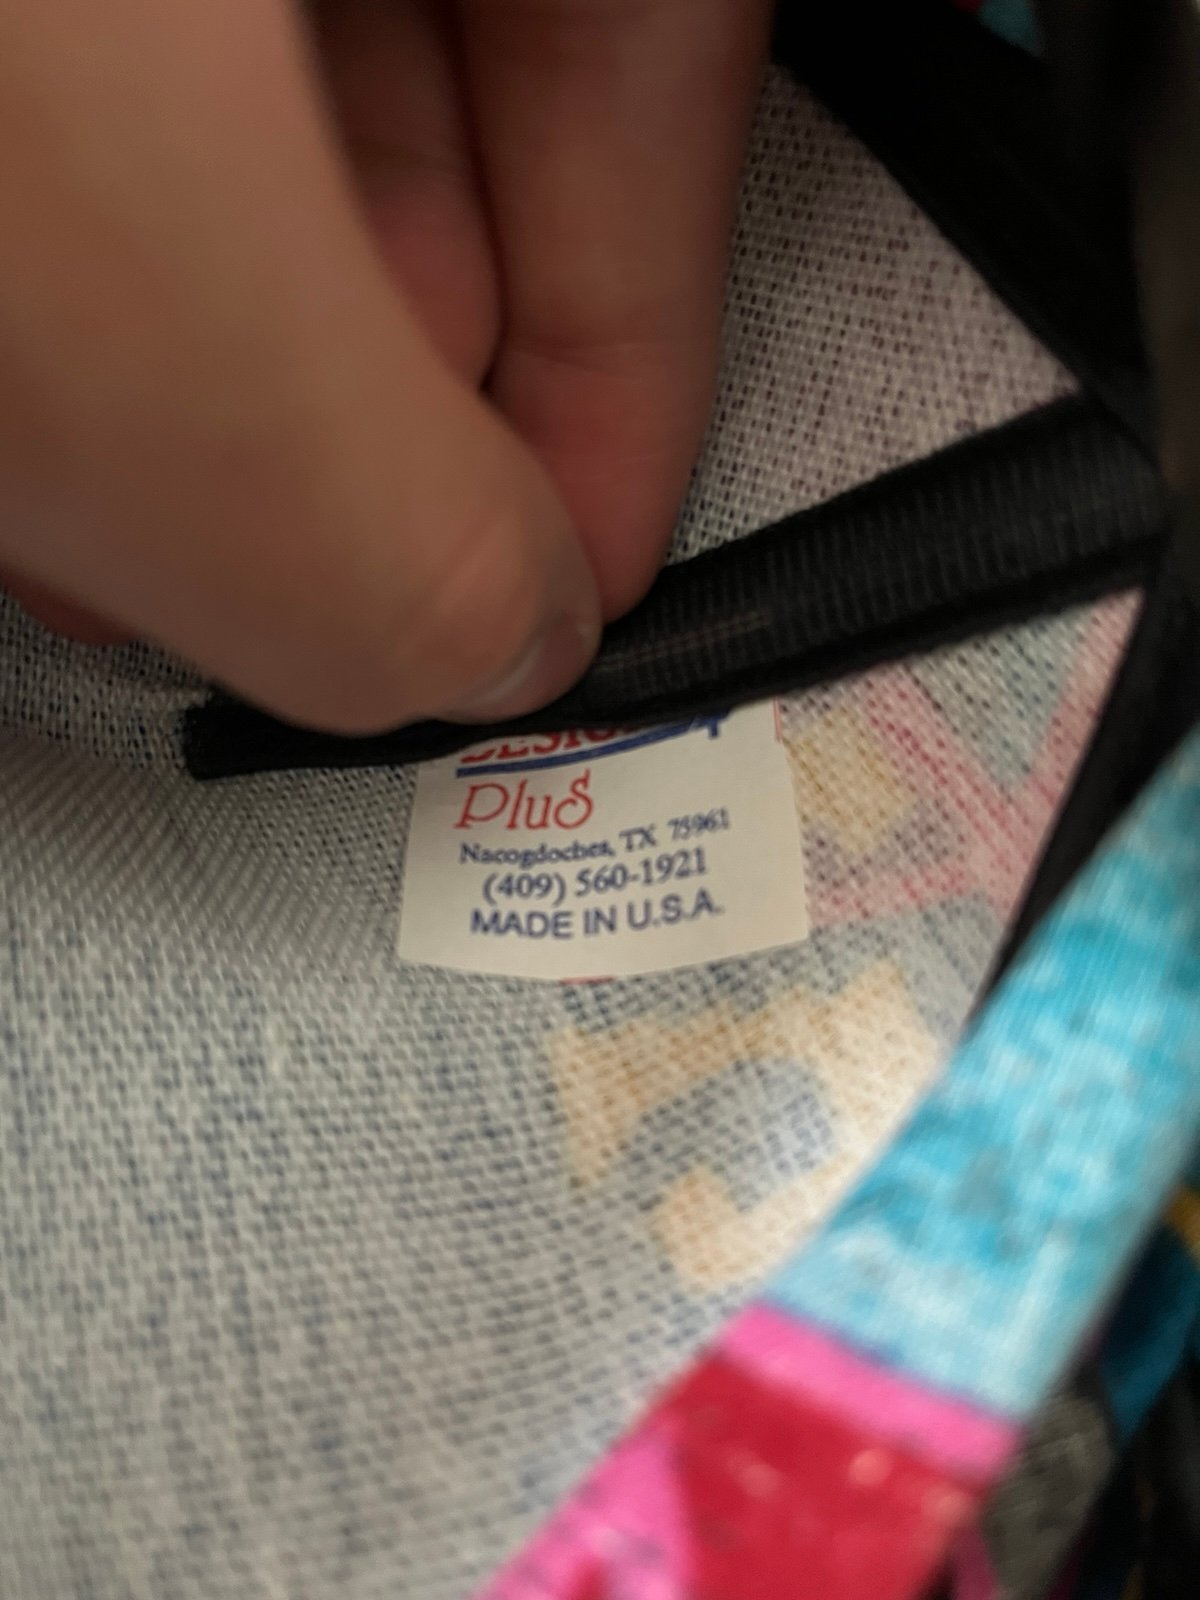 Plus
Nacogdoches, TX 75961
(409) 560-1921
MADE IN U.S.A.